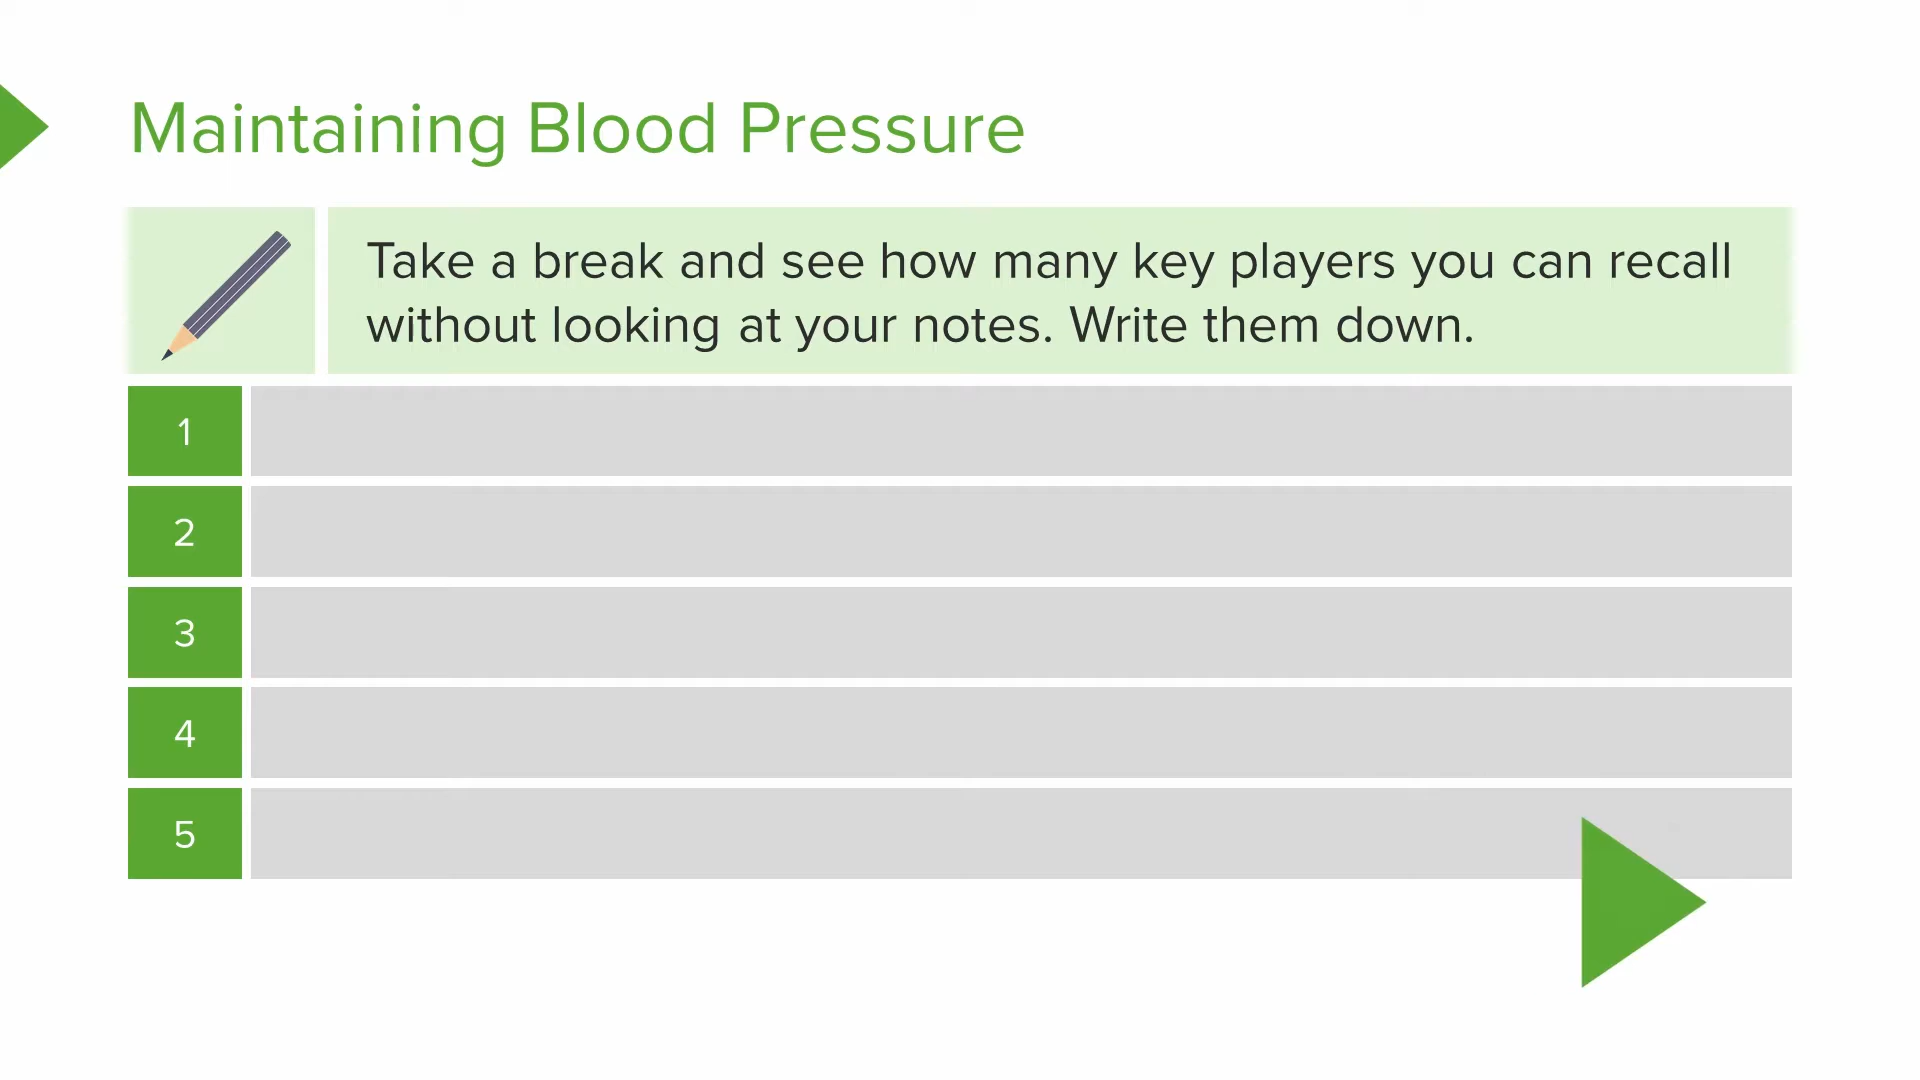 Maintaining Blood Pressure
Take a break and see how many key players you can recall
without looking at your notes. Write them down.
1
2
3
4
5